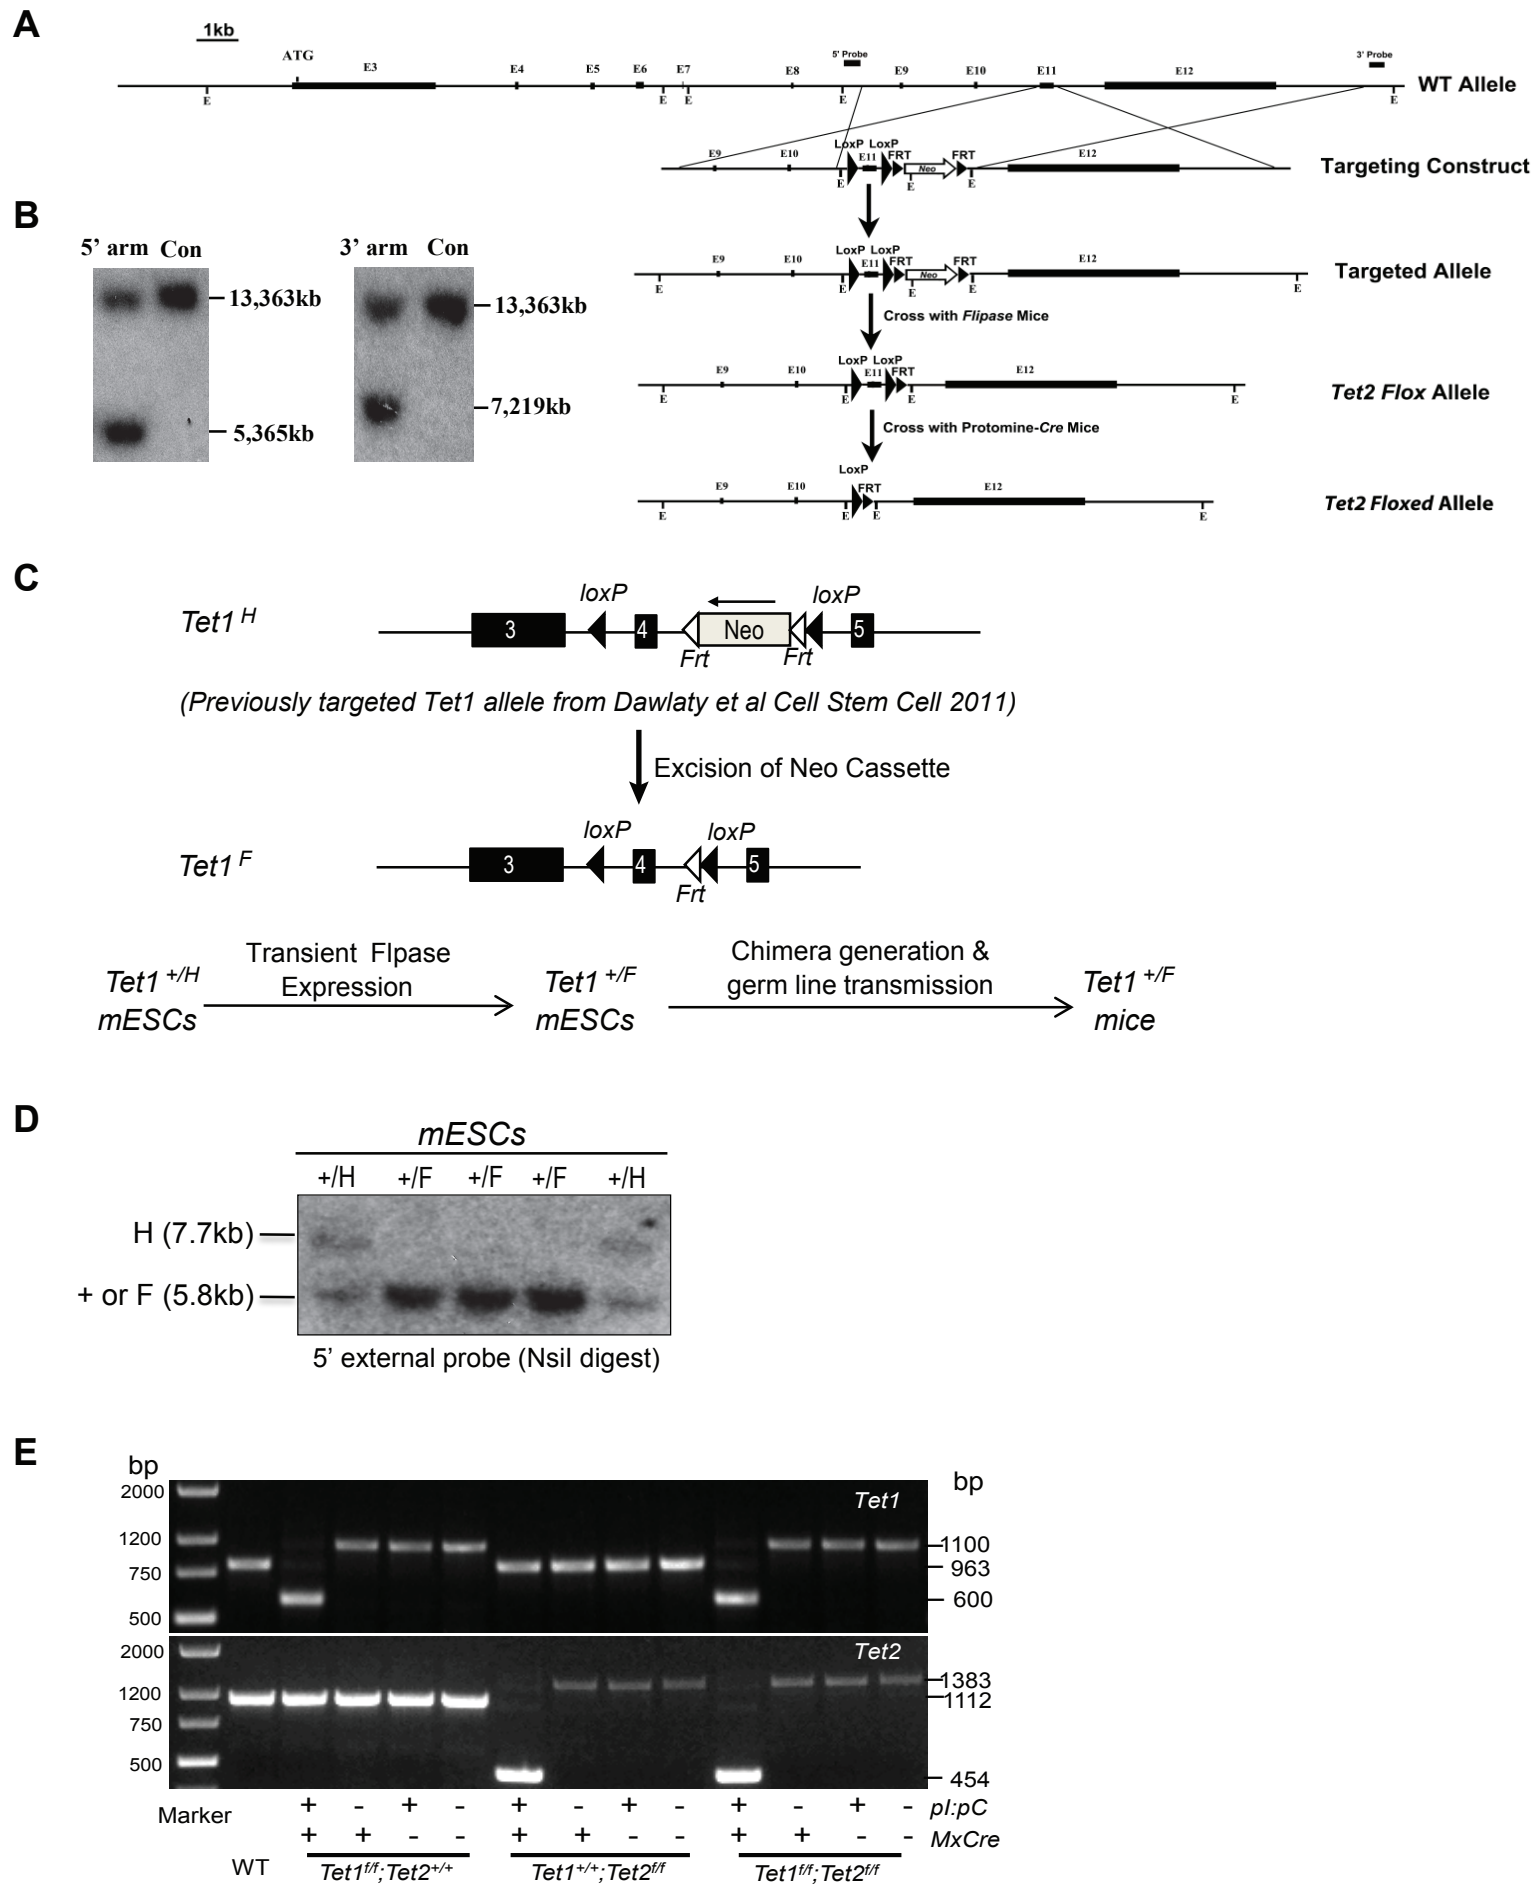 A
1kb
ATG
E3 E4 E5 E6 E7 E8 5' Probe E9 E10 E11 E12 3' Probe
WT Allele
E E E E E
LoxP LoxP
E9 E10 E11 FRT Neo FRT E12
Targeting Construct
E E E
B
5' arm Con
3' arm Con
13,363kb
5,365kb
13,363kb
7,219kb
LoxP LoxP
E9 E10 E11 FRT Neo FRT E12
Targeted Allele
E E E E E
Cross with Flipase Mice
LoxP LoxP
E9 E10 E11 FRT E12
Tet2 Flox Allele
E E E E
Cross with Protomine-Cre Mice
LoxP
E9 E10 FRT E12
Tet2 Floxed Allele
E E E E
C
Tet1 H
loxP loxP
3 4 Neo 5
Frt Frt
(Previously targeted Tet1 allele from Dawlaty et al Cell Stem Cell 2011)
Excision of Neo Cassette
loxP loxP
Tet1 F
3 4 5
Frt
Tet1 +/H
mESCs
Transient Flpase
Expression
Tet1 +/F
mESCs
Chimera generation &
germ line transmission
Tet1 +/F
mice
D
mESCs
+/H +/F +/F +/F +/H
H (7.7kb)
+ or F (5.8kb)
5' external probe (NsiI digest)
E
bp
bp
2000
1200
750
500
Tet1
1100
963
600
2000
1200
750
500
Tet2
1383
1112
454
Marker
+ - + - + - + - + - + - pI:pC
+ + - - + + - - + + - - MxCre
WT
Tet1f/f;Tet2+/+
Tet1+/+;Tet2f/f
Tet1f/f;Tet2f/f